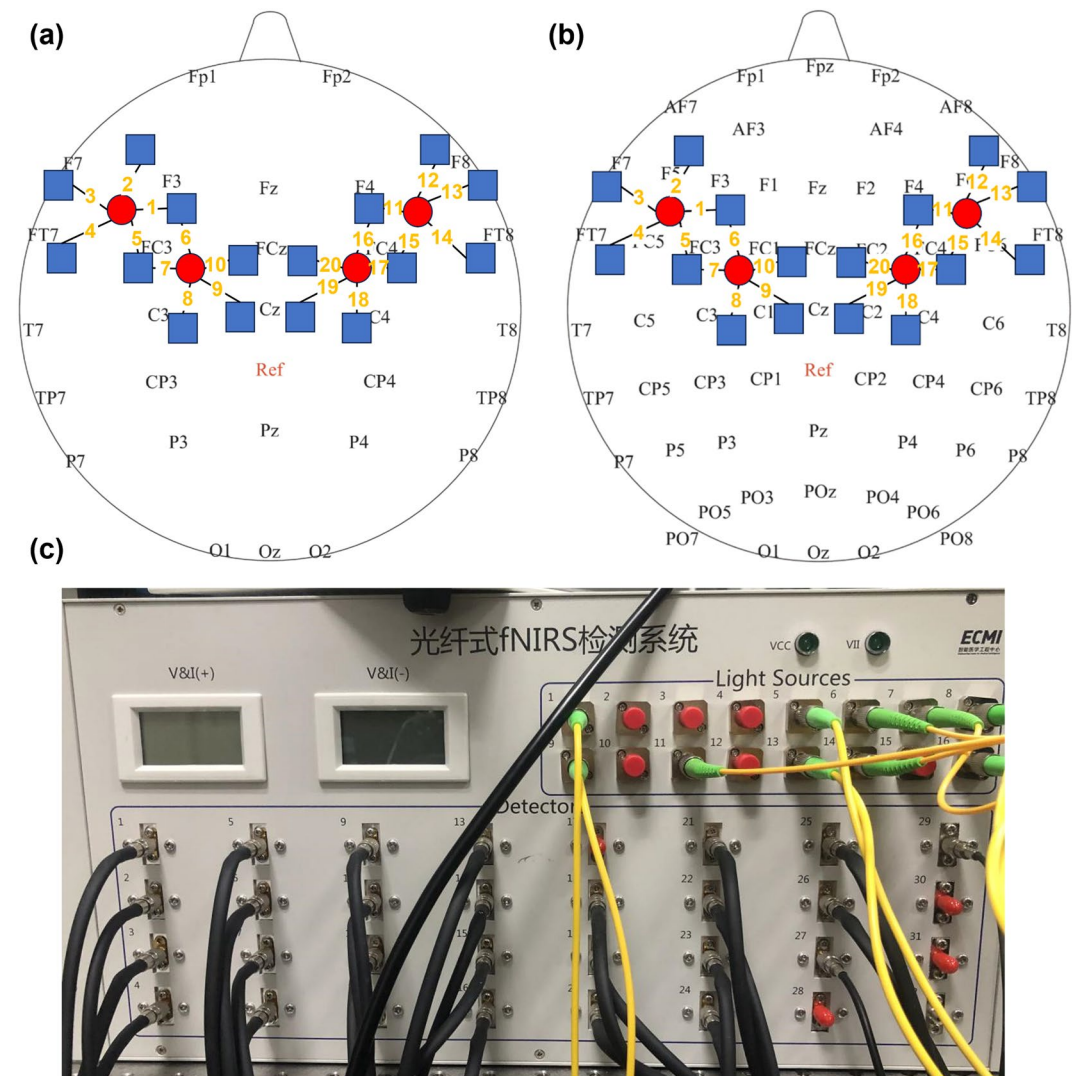 (a)
Fp1 Fp2
F7 F3 Fz F4 F8
FT7 FC3 FCz FC4 FT8
T7 C3 Cz C4 T8
Ref
TP7 CP3 CP4 TP8
P7 P3 Pz P4 P8
O1 Oz O2
1 2 3 4 5 6 7 8 9 10
11 12 13 14 15 16 17 18 19 20
(b)
Fp1 Fpz Fp2
AF7 AF3 AF4 AF8
F7 F5 F3 F1 Fz F2 F4 F8
FT7 FC3 FC1 FCz FC2 FT8
T7 C5 C3 C1 Cz C2 C4 C6 T8
Ref
TP7 CP5 CP3 CP1 CP2 CP4 CP6 TP8
P7 P5 P3 Pz P4 P6 P8
PO7 PO5 PO3 POz PO4 PO6 PO8
O1 Oz O2
1 2 3 4 5 6 7 8 9 10
11 12 13 14 15 16 17 18 19 20
(c)
光纤式fNIRS检测系统
VCC VII
ECMI
V&I(+) V&I(-)
Light Sources
1 2 3 4 5 6 7 8
9 10 11 12 13 14 15 16
Detector
1 5 9 13 21 25 29
2 22 26 30
3 15 23 27 31
4 24 28